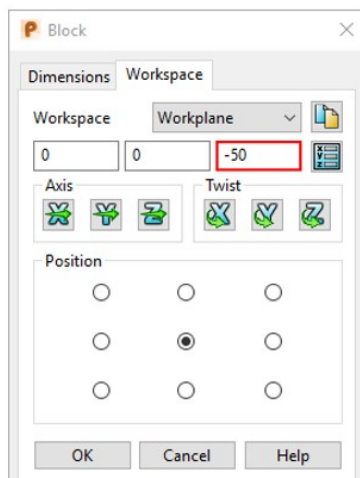 Block
Dimensions Workspace
Workspace Workplane
0 0 -50
Axis Twist
X Y Z X Y Z
Position
OK Cancel Help